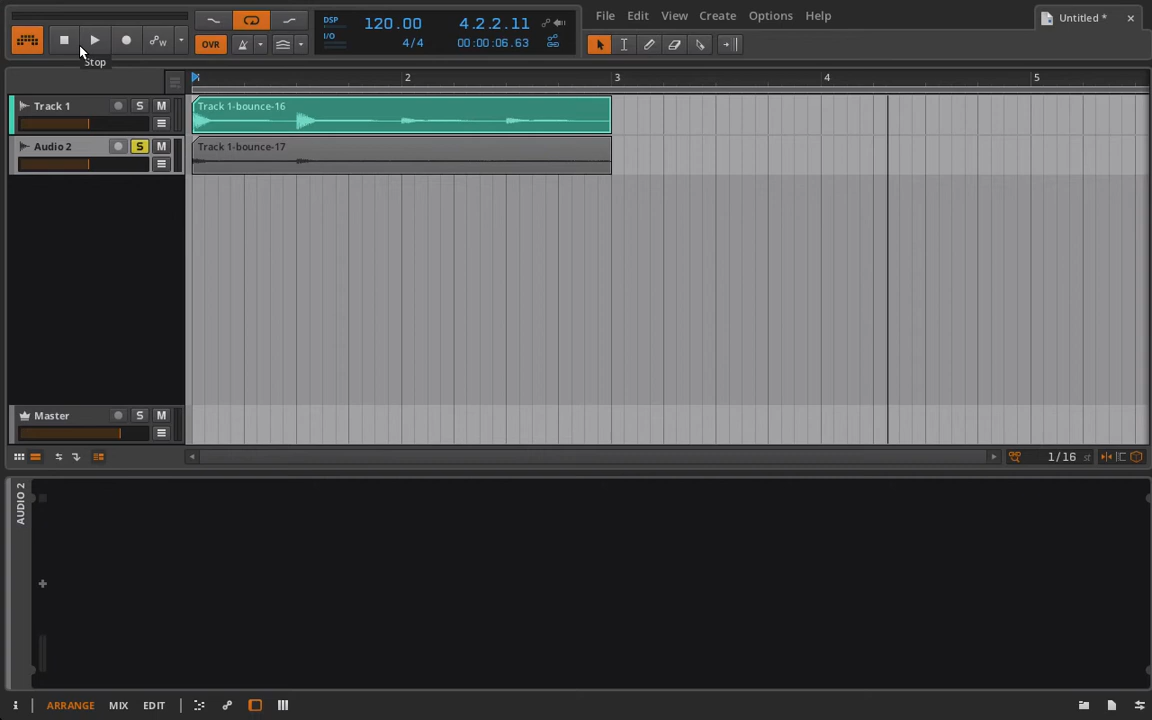 DSP 120.00 4.2.2.11
I/O 4/4 00:00:06.63
OVR
File Edit View Create Options Help
Untitled *
Stop
2 3 4 5
Track 1 S M
Track 1-bounce-16
Audio 2 S M
Track 1-bounce-17
Master S M
1/16 st
AUDIO 2
i ARRANGE MIX EDIT